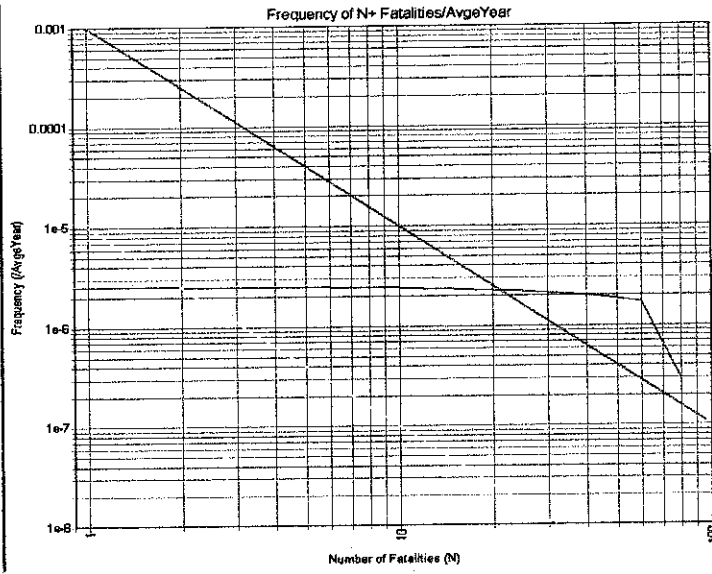 Frequency of N+ Fatalities/AvgeYear
0.001
0.0001
1e-5
1e-6
1e-7
1e-8
Frequency (/AvgeYear)
1
10
100
Number of Fatalities (N)